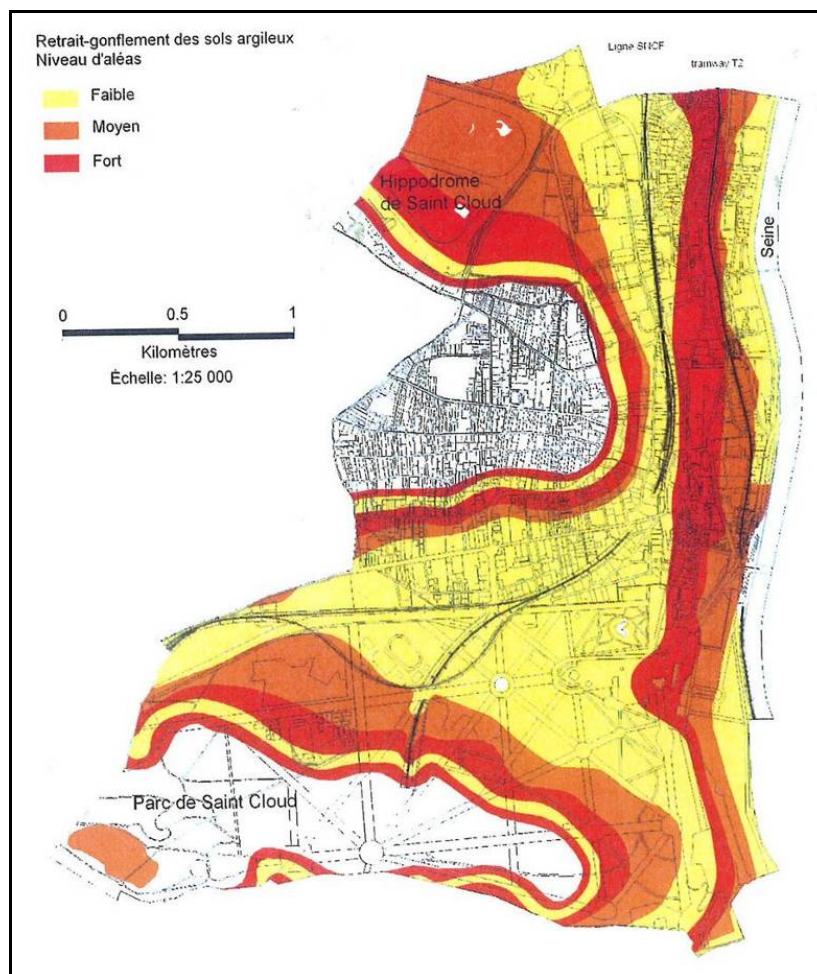 Retrait-gonflement des sols argileux
Niveau d'aléas
Faible
Moyen
Fort
Ligne SNCF
tramway T2
Hippodrome
de Saint Cloud
Seine
0 0.5 1
Kilomètres
Échelle: 1:25 000
Parc de Saint Cloud